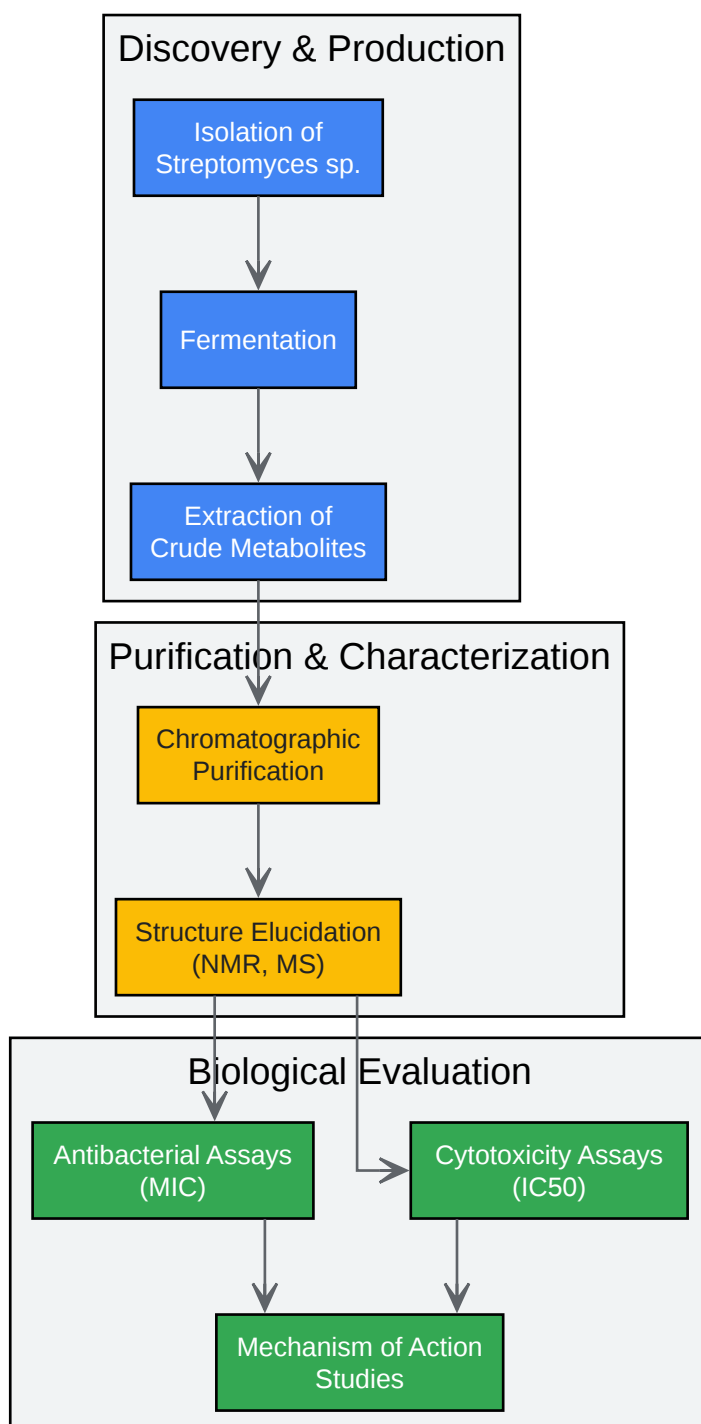 Discovery & Production
Isolation of
Streptomyces sp.
Fermentation
Extraction of
Crude Metabolites
Purification & Characterization
Chromatographic
Purification
Structure Elucidation
(NMR, MS)
Biological Evaluation
Antibacterial Assays
(MIC)
Cytotoxicity Assays
(IC50)
Mechanism of Action
Studies